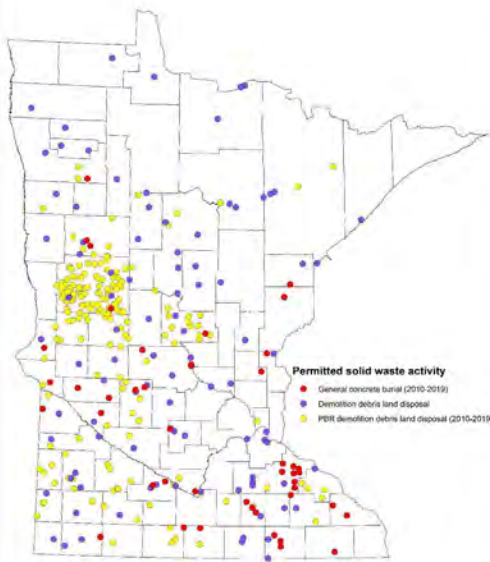 Permitted solid waste activity
General concrete burial (2010-2019)
Demolition debris land disposal
PBR demolition debris land disposal (2010-2019